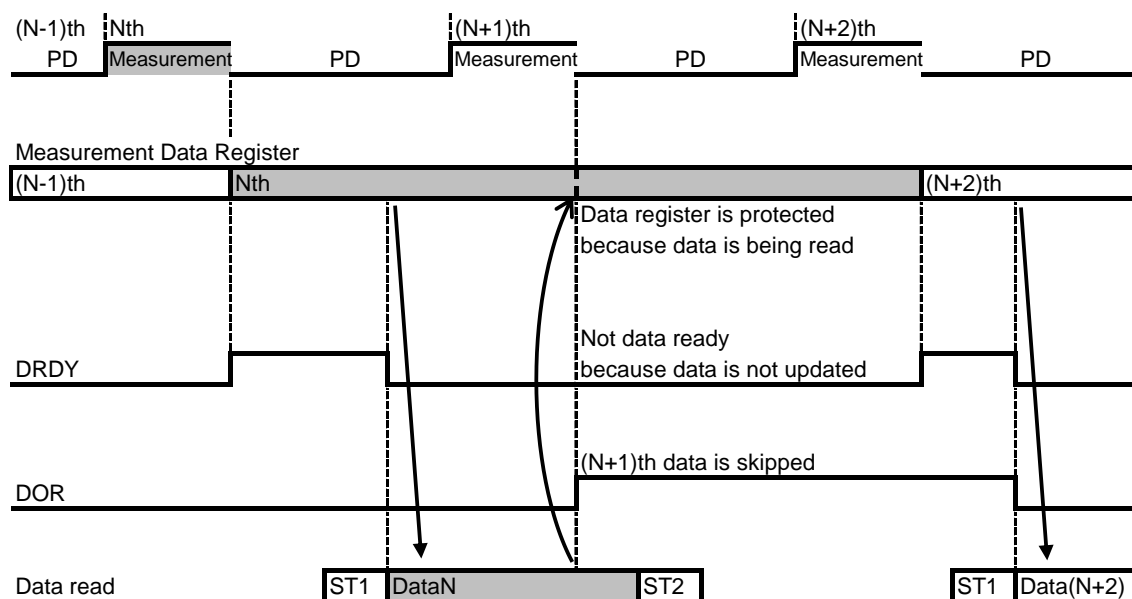 (N-1)th Nth (N+1)th (N+2)th
PD Measurement PD Measurement PD Measurement PD
Measurement Data Register
(N-1)th Nth (N+2)th
Data register is protected
because data is being read
Not data ready
DRDY because data is not updated
(N+1)th data is skipped
DOR
Data read ST1 DataN ST2 ST1 Data(N+2)